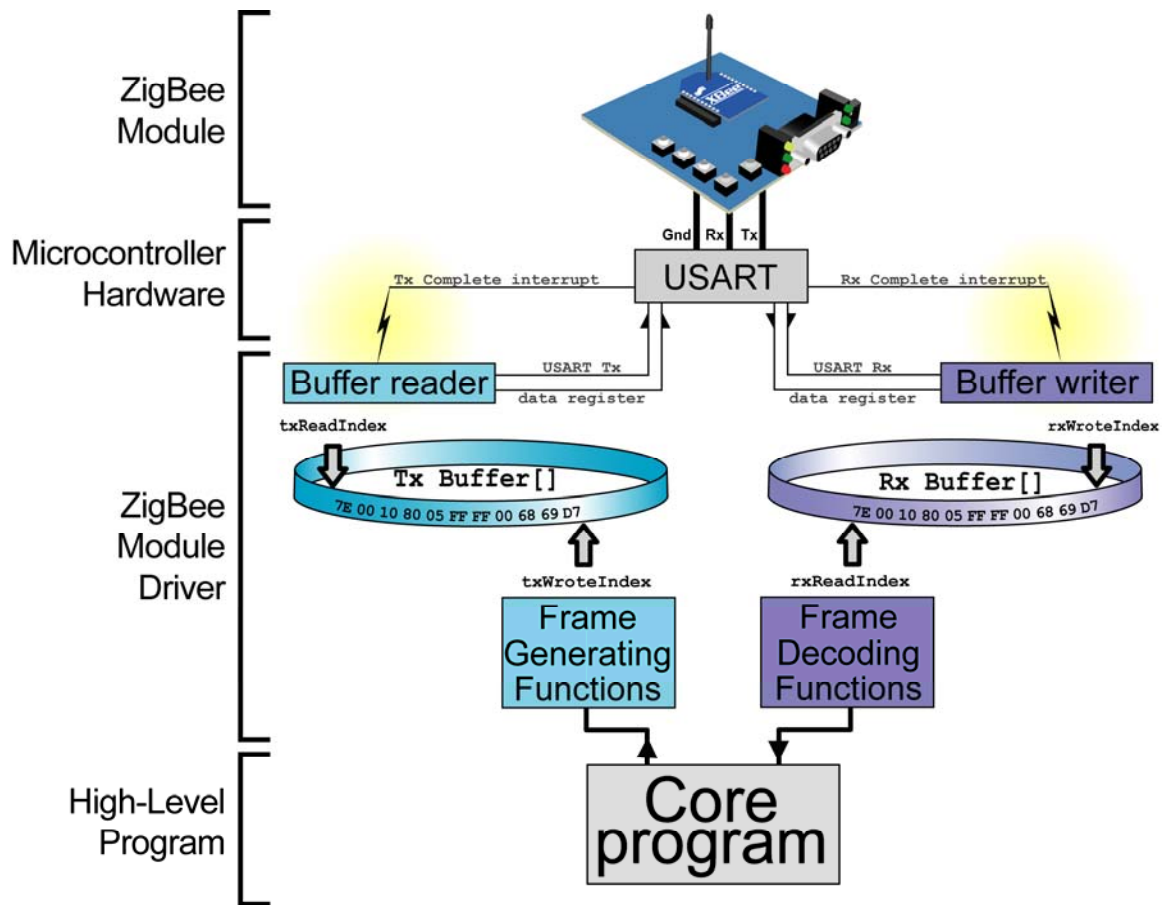 ZigBee
Module
XBee
Gnd Rx Tx
Microcontroller
Hardware
Tx Complete interrupt
USART
Rx Complete interrupt
Buffer reader
USART Tx
data register
USART Rx
data register
Buffer writer
txReadIndex
rxWroteIndex
Tx Buffer[]
7E 00 10 80 05 FF FF 00 68 69 D7
Rx Buffer[]
7E 00 10 80 05 FF FF 00 68 69 D7
ZigBee
Module
Driver
txWroteIndex
rxReadIndex
Frame
Generating
Functions
Frame
Decoding
Functions
High-Level
Program
Core
program